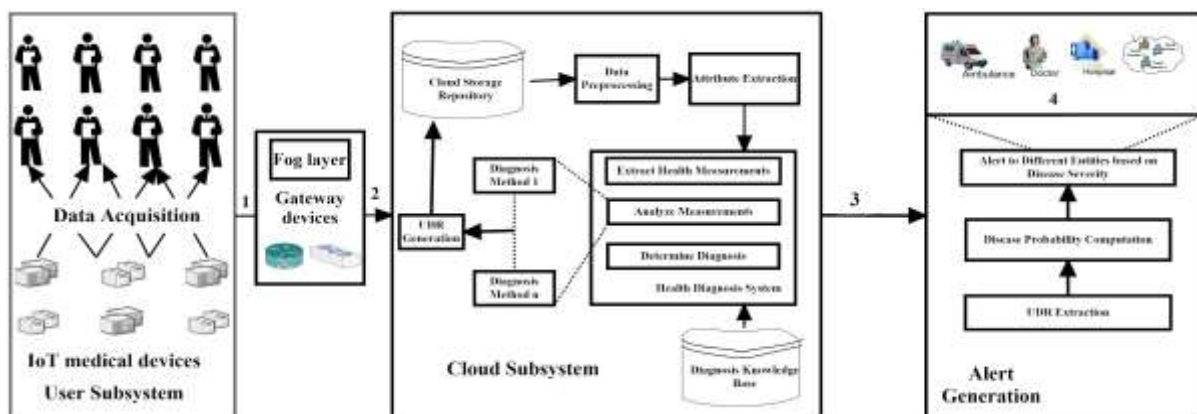 Data Acquisition
IoT medical devices
User Subsystem
1
Fog layer
Gateway
devices
2
Cloud Storage
Repository
Data
Preprocessing
Attribute Extraction
Diagnosis
Method 1
UDR
Generation
Diagnosis
Method n
Extract Health Measurements
Analyze Measurements
Determine Diagnosis
Health Diagnosis System
Diagnosis Knowledge
Base
Cloud Subsystem
3
Ambulance
Doctor
Hospital
4
Alert to Different Entities based on
Disease Severity
Disease Probability Computation
UDR Extraction
Alert
Generation